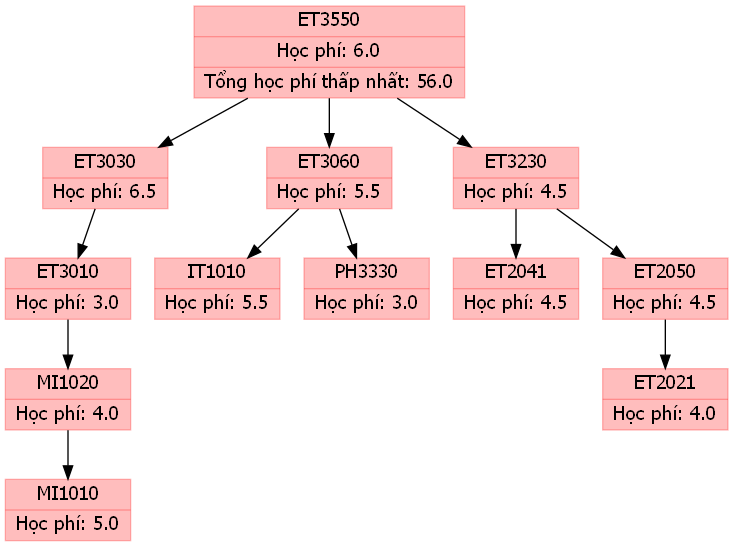 ET3550
Học phí: 6.0
Tổng học phí thấp nhất: 56.0
ET3030
Học phí: 6.5
ET3060
Học phí: 5.5
ET3230
Học phí: 4.5
ET3010
Học phí: 3.0
IT1010
Học phí: 5.5
PH3330
Học phí: 3.0
ET2041
Học phí: 4.5
ET2050
Học phí: 4.5
MI1020
Học phí: 4.0
ET2021
Học phí: 4.0
MI1010
Học phí: 5.0